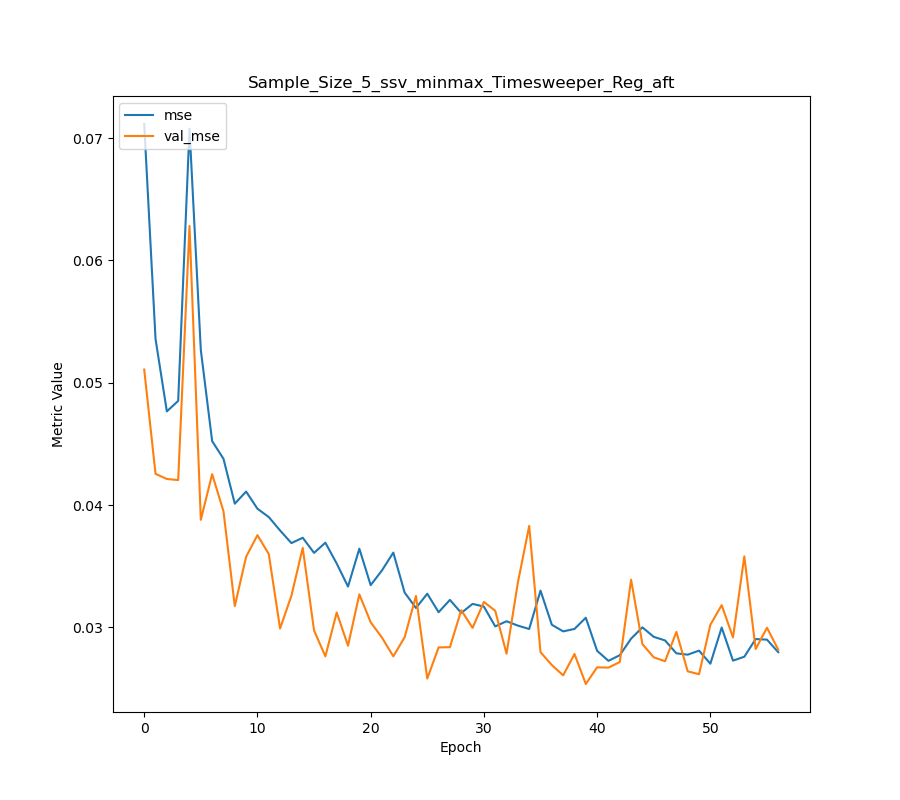 Sample_Size_5_ssv_minmax_Timesweeper_Reg_aft
mse
val_mse
0.07
0.06
0.05
0.04
0.03
Metric Value
0 10 20 30 40 50
Epoch